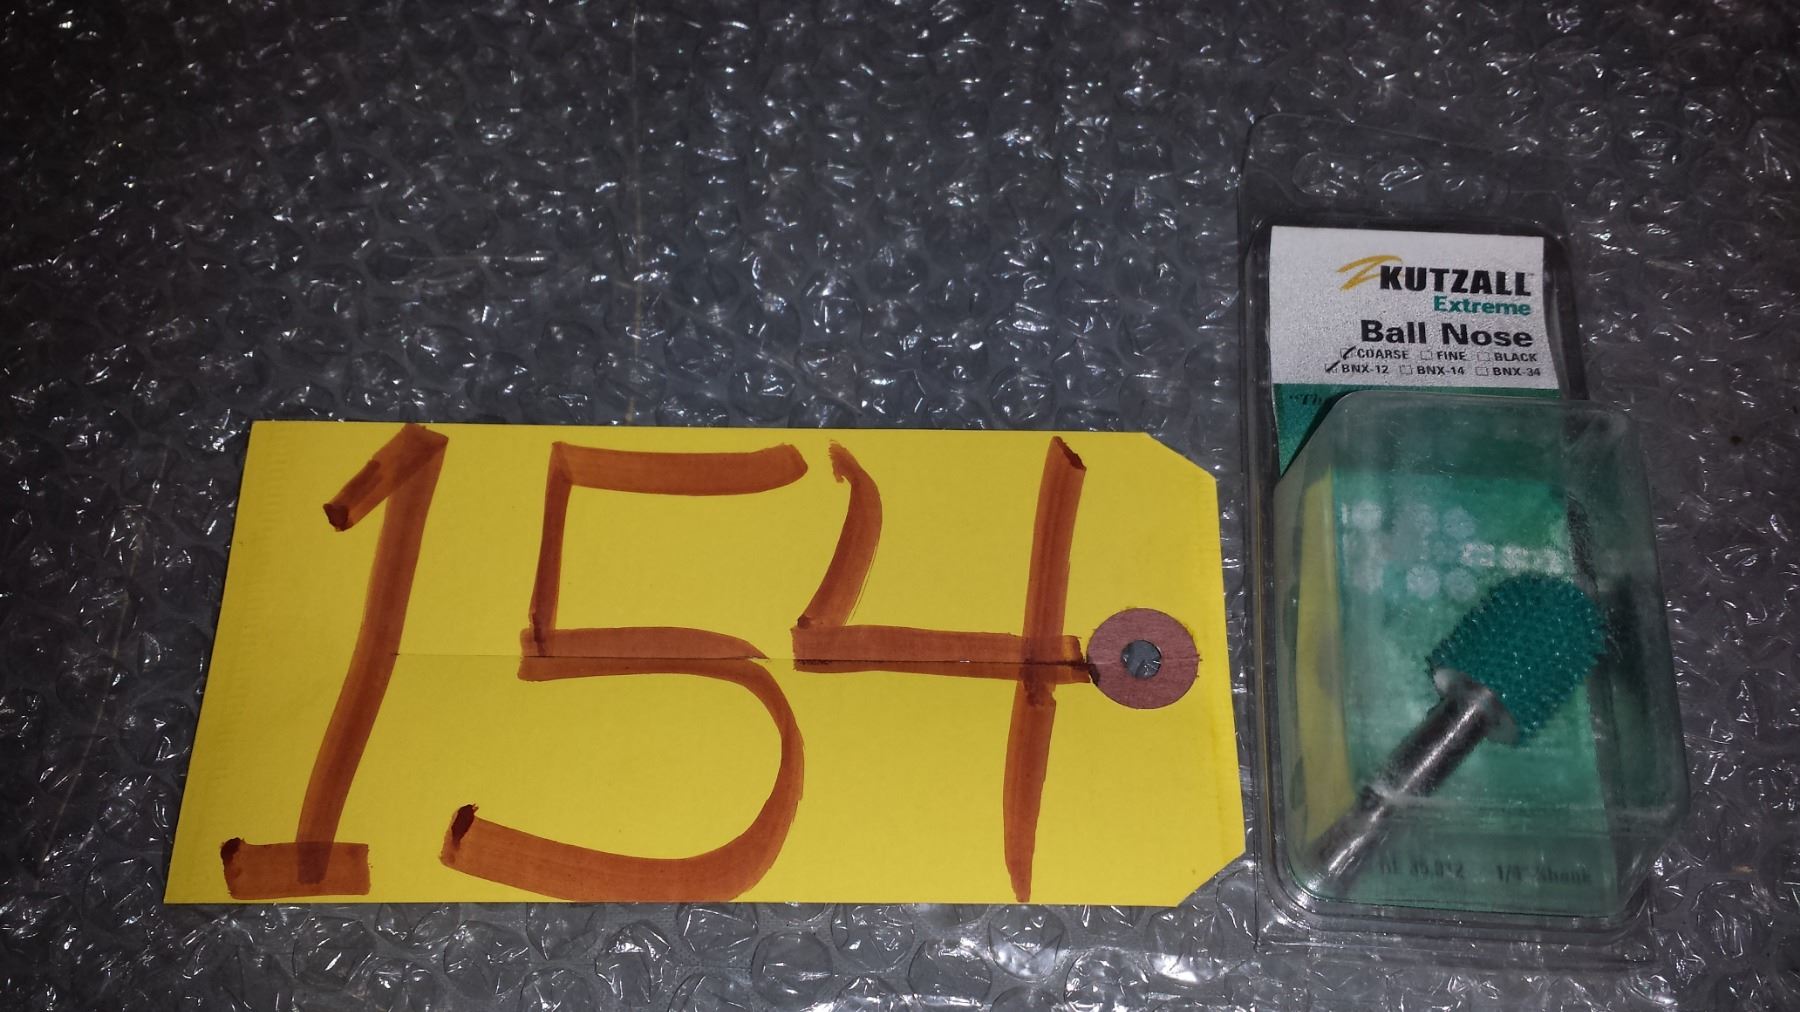 154
KUTZALL
Extreme
Ball Nose
COARSE FINE BLACK
BNX-12 BNX-14 BNX-34
1/4" Shank